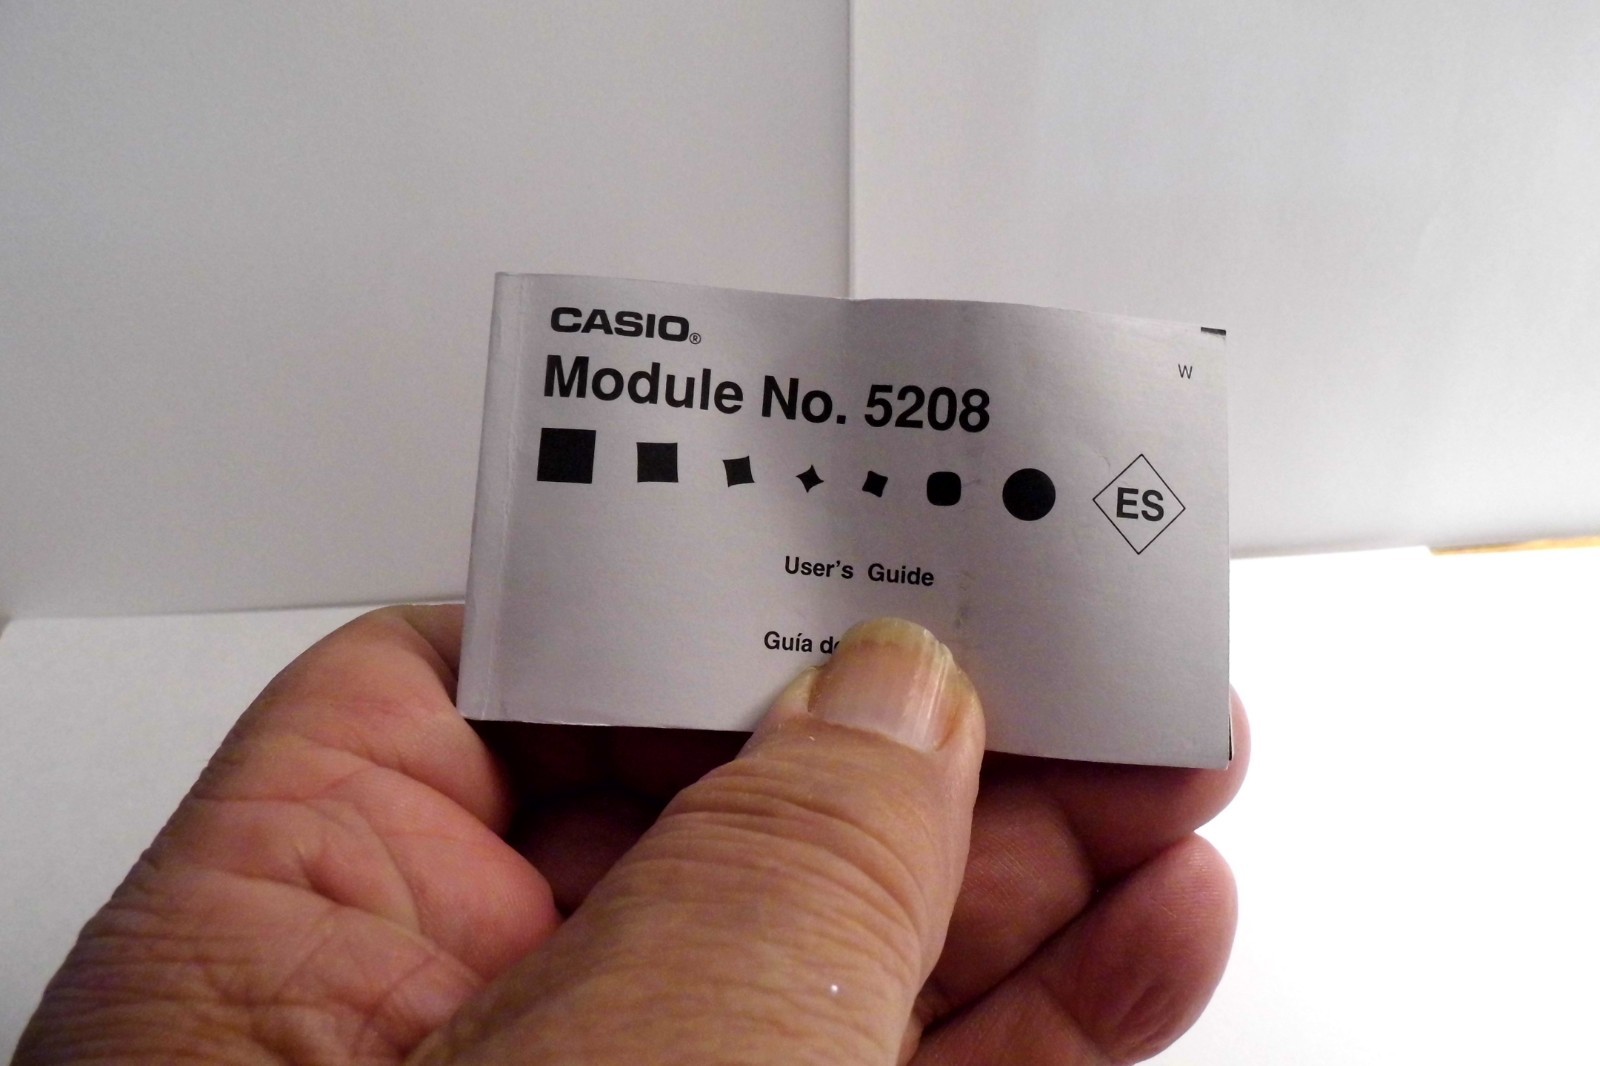 CASIO®
W
Module No. 5208
ES
User's Guide
Guía